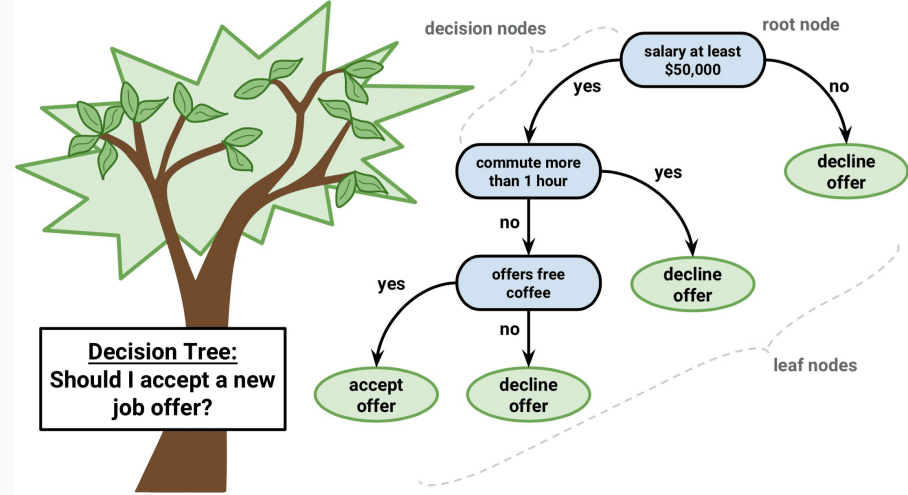 decision nodes
root node
salary at least
$50,000
yes
no
commute more
than 1 hour
yes
decline
offer
no
offers free
coffee
decline
offer
yes
no
Decision Tree:
Should I accept a new
job offer?
accept
offer
decline
offer
leaf nodes